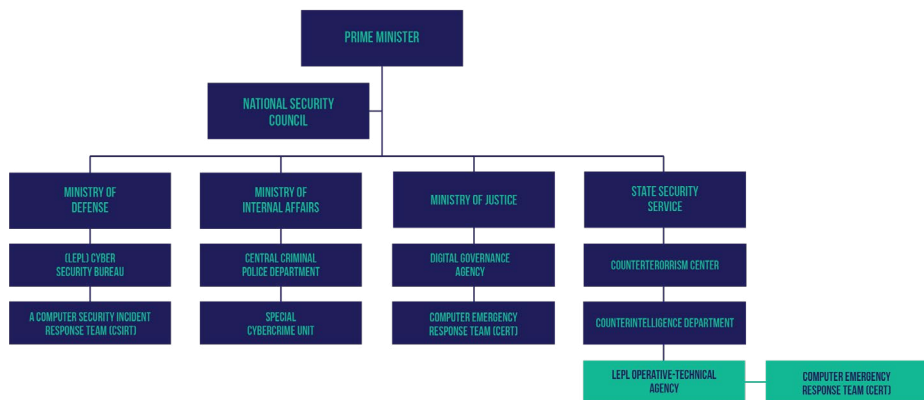 PRIME MINISTER
NATIONAL SECURITY
COUNCIL
MINISTRY OF
DEFENSE
MINISTRY OF
INTERNAL AFFAIRS
MINISTRY OF JUSTICE
STATE SECURITY
SERVICE
(LEPL) CYBER
SECURITY BUREAU
CENTRAL CRIMINAL
POLICE DEPARTMENT
DIGITAL GOVERNANCE
AGENCY
COUNTERTERRORISM CENTER
A COMPUTER SECURITY INCIDENT
RESPONSE TEAM (CSIRT)
SPECIAL
CYBERCRIME UNIT
COMPUTER EMERGENCY
RESPONSE TEAM (CERT)
COUNTERINTELLIGENCE DEPARTMENT
LEPL OPERATIVE-TECHNICAL
AGENCY
COMPUTER EMERGENCY
RESPONSE TEAM (CERT)